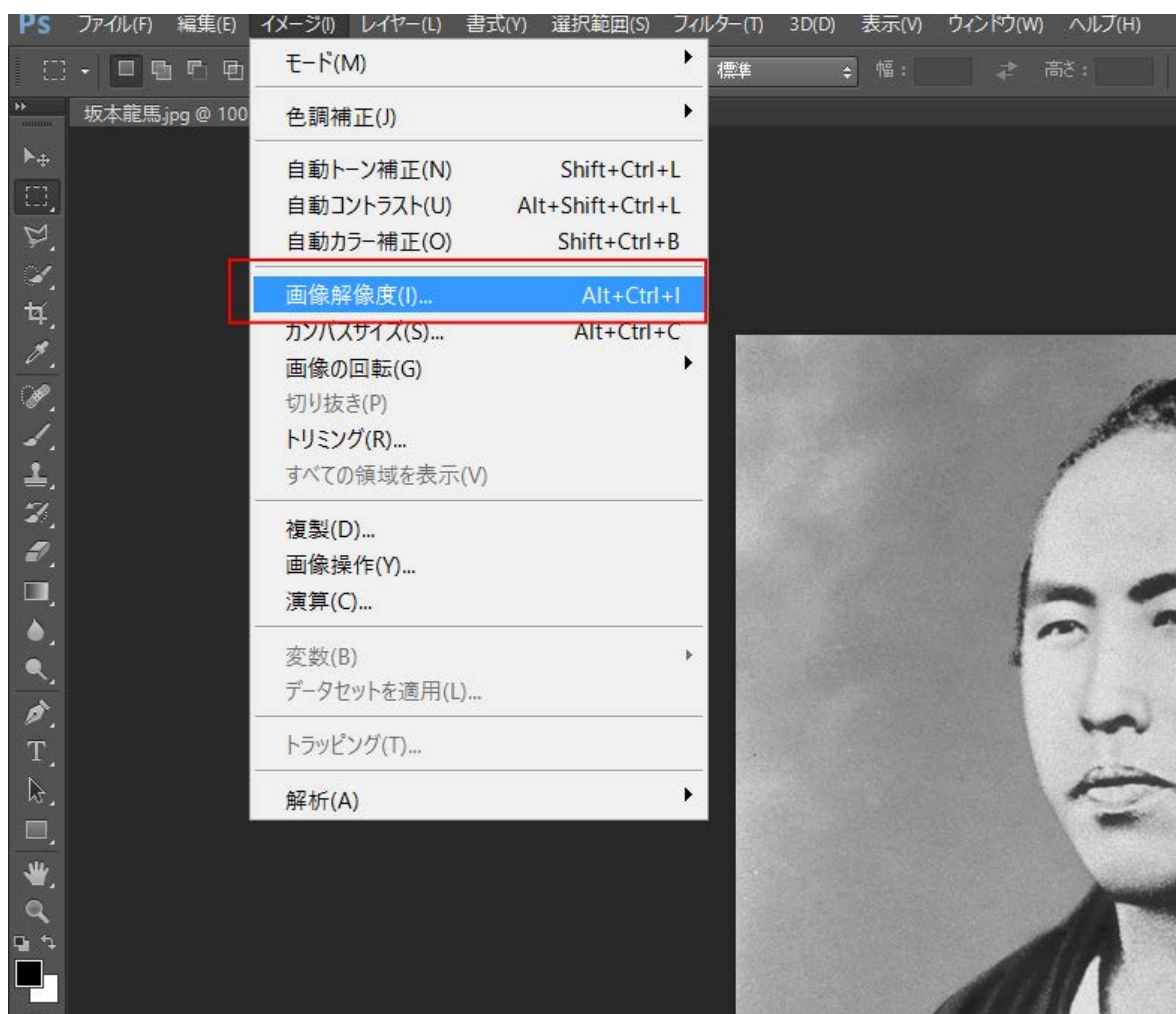 Ps ファイル(F) 編集(E) イメージ(I) レイヤー(L) 書式(Y) 選択範囲(S) フィルター(T) 3D(D) 表示(V) ウィンドウ(W) ヘルプ(H)
標準 幅: 高さ:
坂本龍馬.jpg @ 100
モード(M)
色調補正(J)
自動トーン補正(N) Shift+Ctrl+L
自動コントラスト(U) Alt+Shift+Ctrl+L
自動カラー補正(O) Shift+Ctrl+B
画像解像度(I)... Alt+Ctrl+I
カンバスサイズ(S)... Alt+Ctrl+C
画像の回転(G)
切り抜き(P)
トリミング(R)...
すべての領域を表示(V)
複製(D)...
画像操作(Y)...
演算(C)...
変数(B)
データセットを適用(L)...
トラッピング(T)...
解析(A)
T